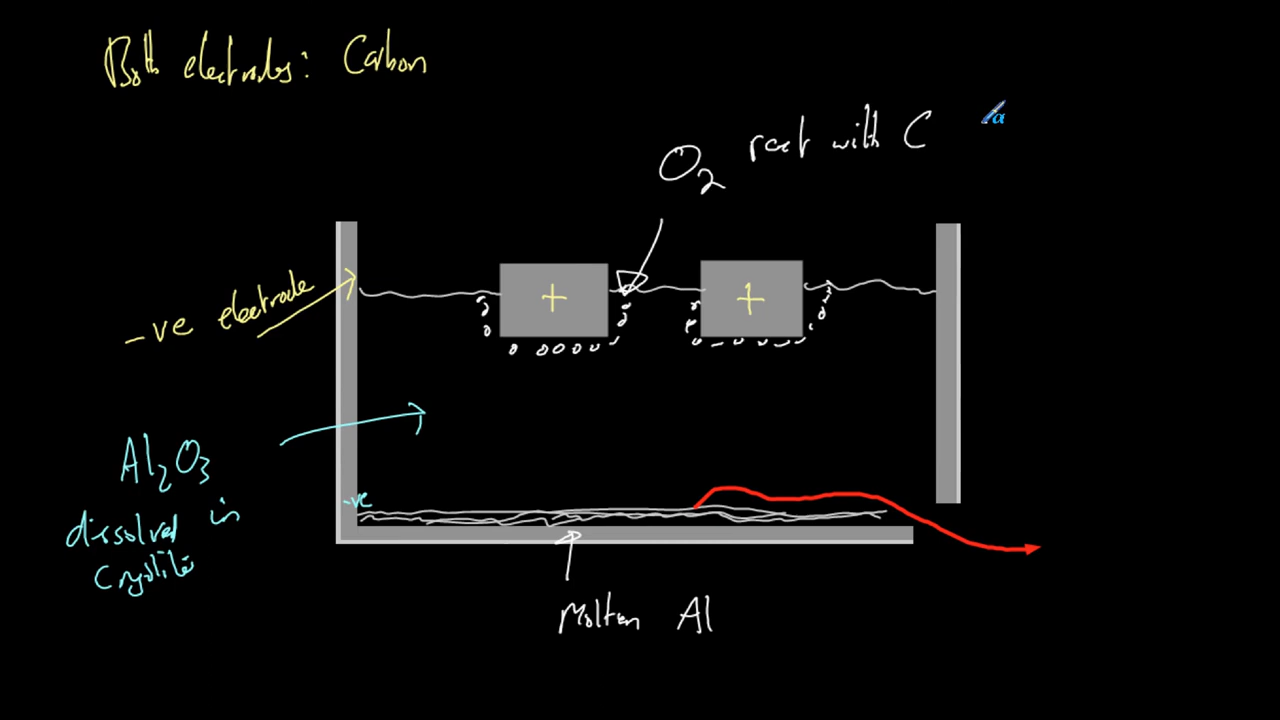 Both electrodes: Carbon
O2 react with C
+ +
-ve electrode
Al2O3
dissolved in
Cryolite
-ve
Molten Al